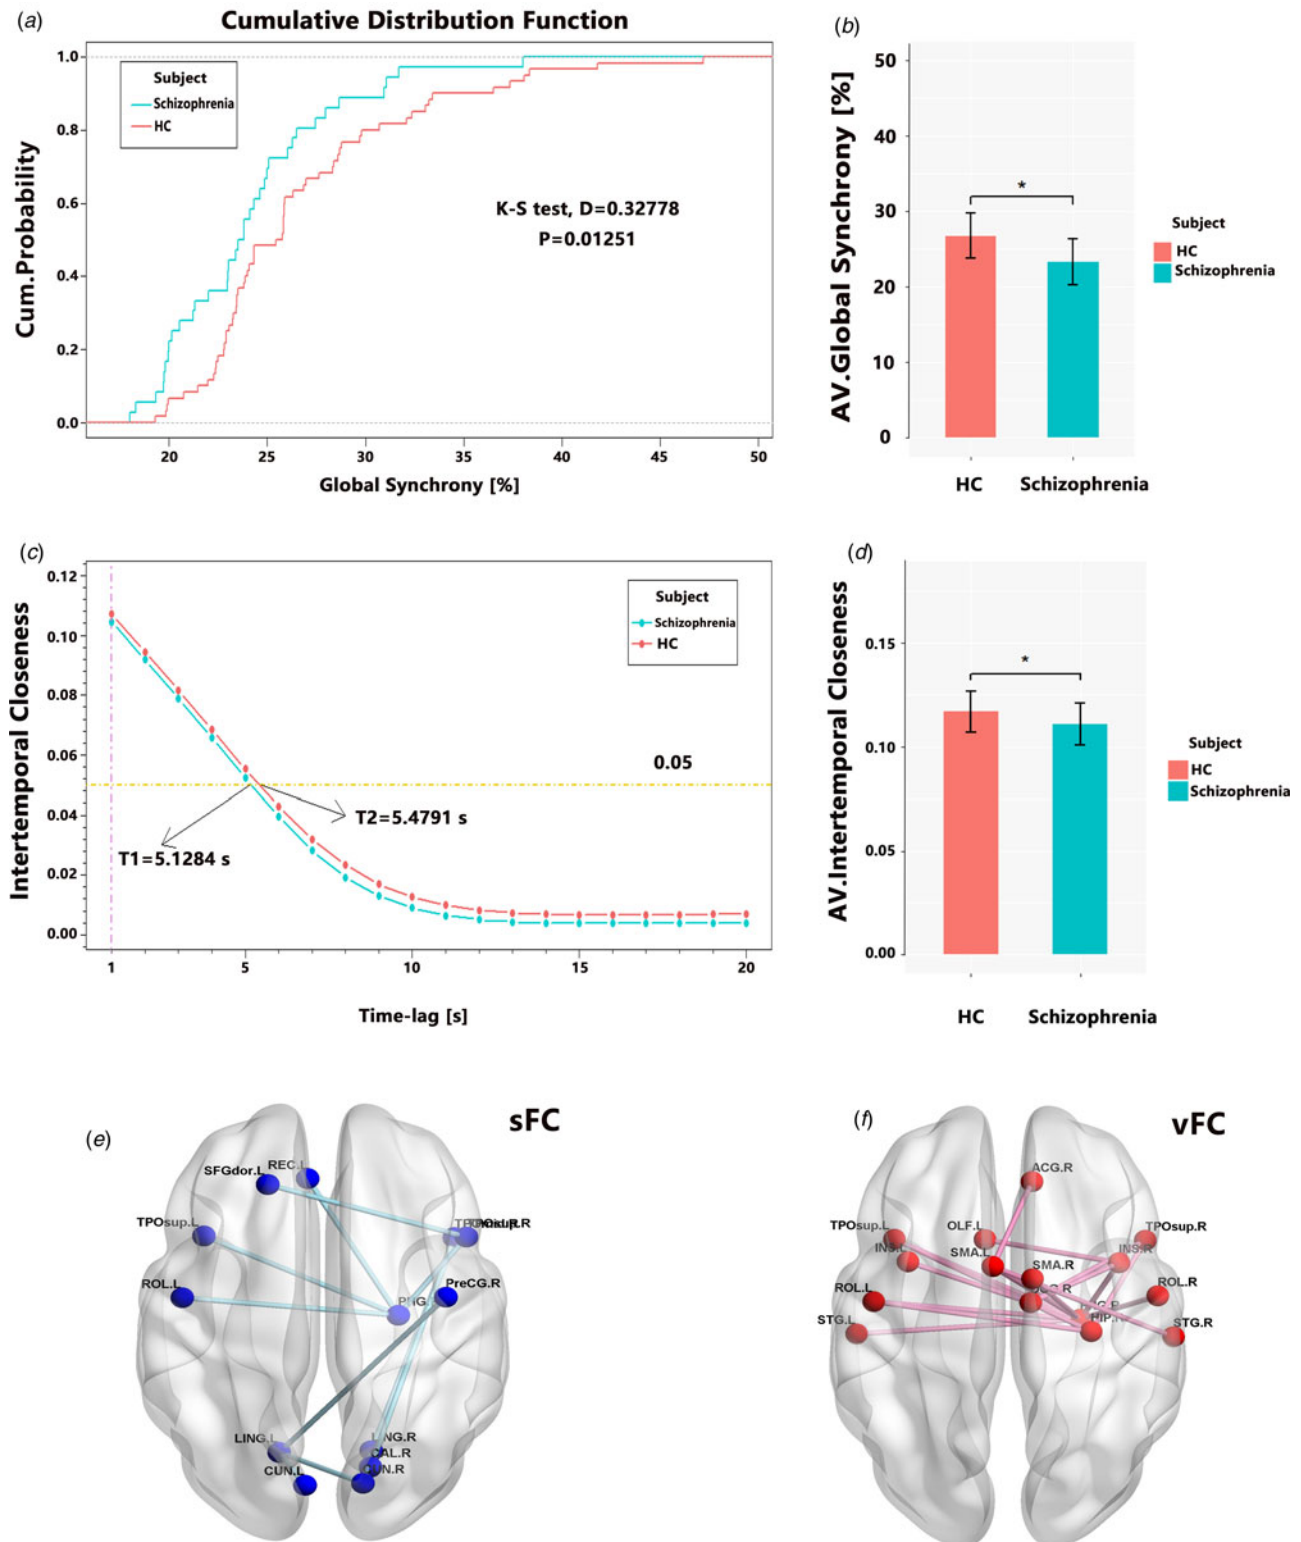 (a)
Cumulative Distribution Function
1.0
0.8
0.6
0.4
0.2
0.0
Cum.Probability
Subject
Schizophrenia
HC
K-S test, D=0.32778
P=0.01251
20
25
30
35
40
45
50
Global Synchrony [%]
(b)
50
40
30
20
10
0
AV.Global Synchrony [%]
*
HC
Schizophrenia
Subject
HC
Schizophrenia
(c)
0.12
0.10
0.08
0.06
0.04
0.02
0.00
Intertemporal Closeness
Subject
Schizophrenia
HC
0.05
T2=5.4791 s
T1=5.1284 s
1
5
10
15
20
Time-lag [s]
(d)
0.15
0.10
0.05
0.00
AV.Intertemporal Closeness
*
HC
Schizophrenia
Subject
HC
Schizophrenia
(e)
sFC
SFGdor.L
REC.L
TPOsup.L
ROL.L
PreCG.R
LING.L
LING.R
CAL.R
CUN.L
CUN.R
(f)
vFC
ACG.R
TPOsup.L
OLF.L
TPOsup.R
INS.L
SMA.L
INS.R
SMA.R
ROL.L
ROL.R
STG.L
HIP.R
STG.R